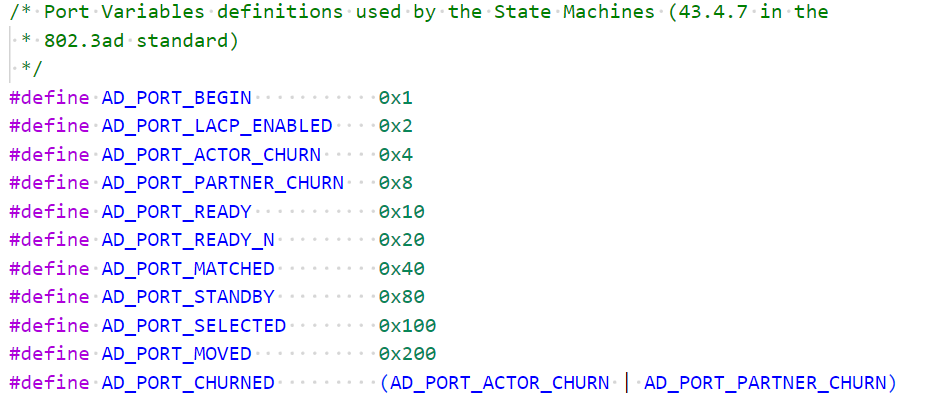 /* Port Variables definitions used by the State Machines (43.4.7 in the
 * 802.3ad standard)
 */
#define AD_PORT_BEGIN           0x1
#define AD_PORT_LACP_ENABLED    0x2
#define AD_PORT_ACTOR_CHURN     0x4
#define AD_PORT_PARTNER_CHURN   0x8
#define AD_PORT_READY           0x10
#define AD_PORT_READY_N         0x20
#define AD_PORT_MATCHED         0x40
#define AD_PORT_STANDBY         0x80
#define AD_PORT_SELECTED        0x100
#define AD_PORT_MOVED           0x200
#define AD_PORT_CHURNED         (AD_PORT_ACTOR_CHURN | AD_PORT_PARTNER_CHURN)